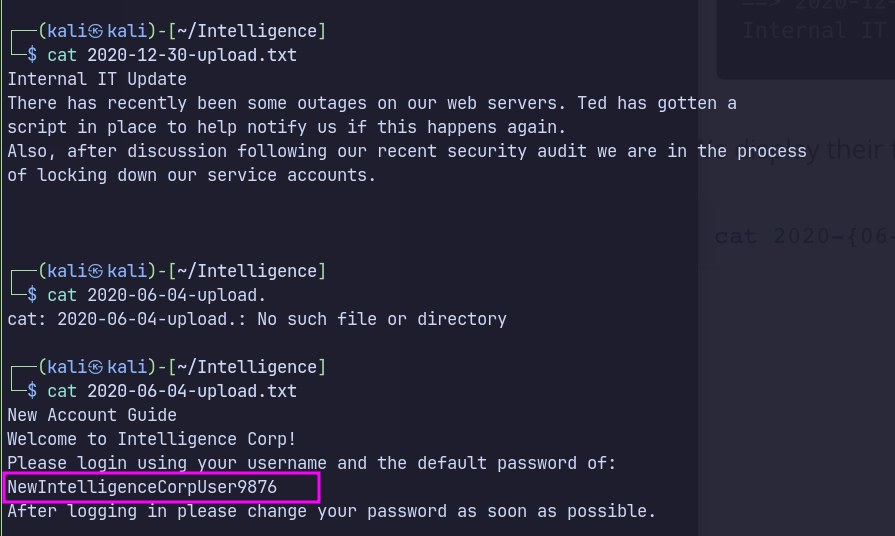 ==> 2020-12-
Internal IT
┌──(kali㉿kali)-[~/Intelligence]
└─$ cat 2020-12-30-upload.txt
Internal IT Update
There has recently been some outages on our web servers. Ted has gotten a
script in place to help notify us if this happens again.
Also, after discussion following our recent security audit we are in the process
of locking down our service accounts.
display their
cat 2020-{06-
┌──(kali㉿kali)-[~/Intelligence]
└─$ cat 2020-06-04-upload.
cat: 2020-06-04-upload.: No such file or directory
┌──(kali㉿kali)-[~/Intelligence]
└─$ cat 2020-06-04-upload.txt
New Account Guide
Welcome to Intelligence Corp!
Please login using your username and the default password of:
NewIntelligenceCorpUser9876
After logging in please change your password as soon as possible.